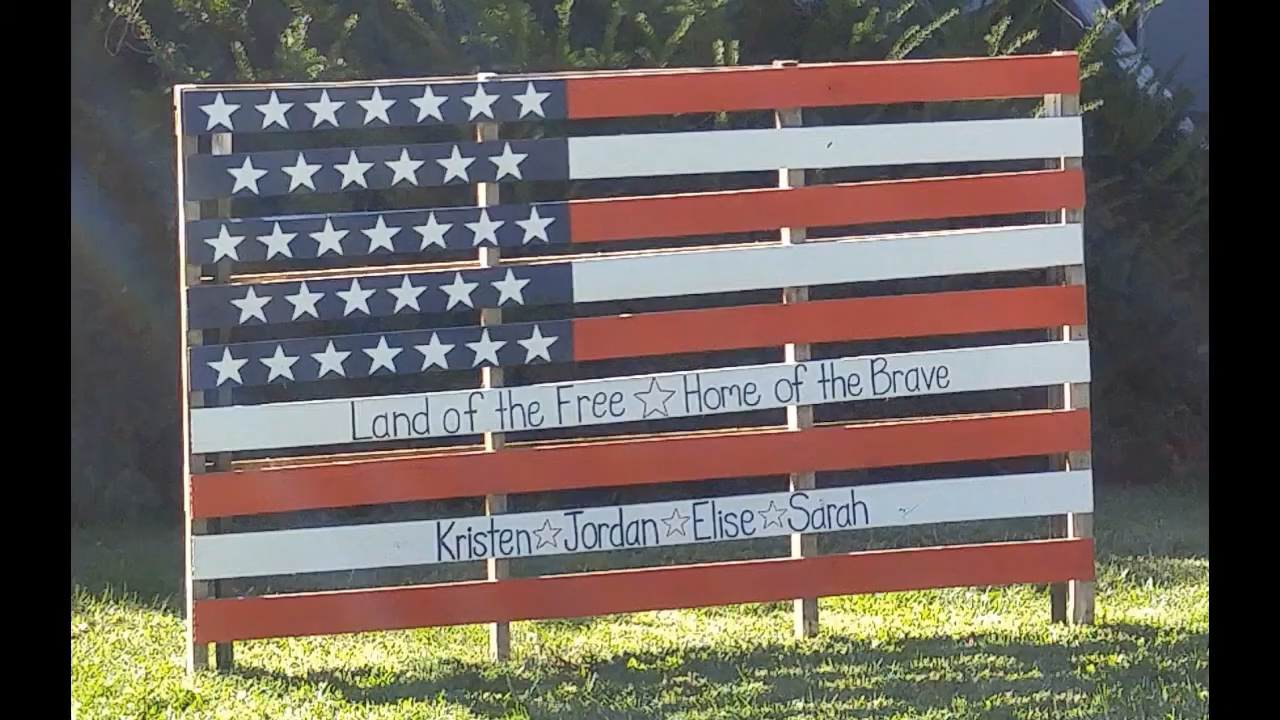 Land of the Free ☆ Home of the Brave
Kristen ☆ Jordan ☆ Elise ☆ Sarah